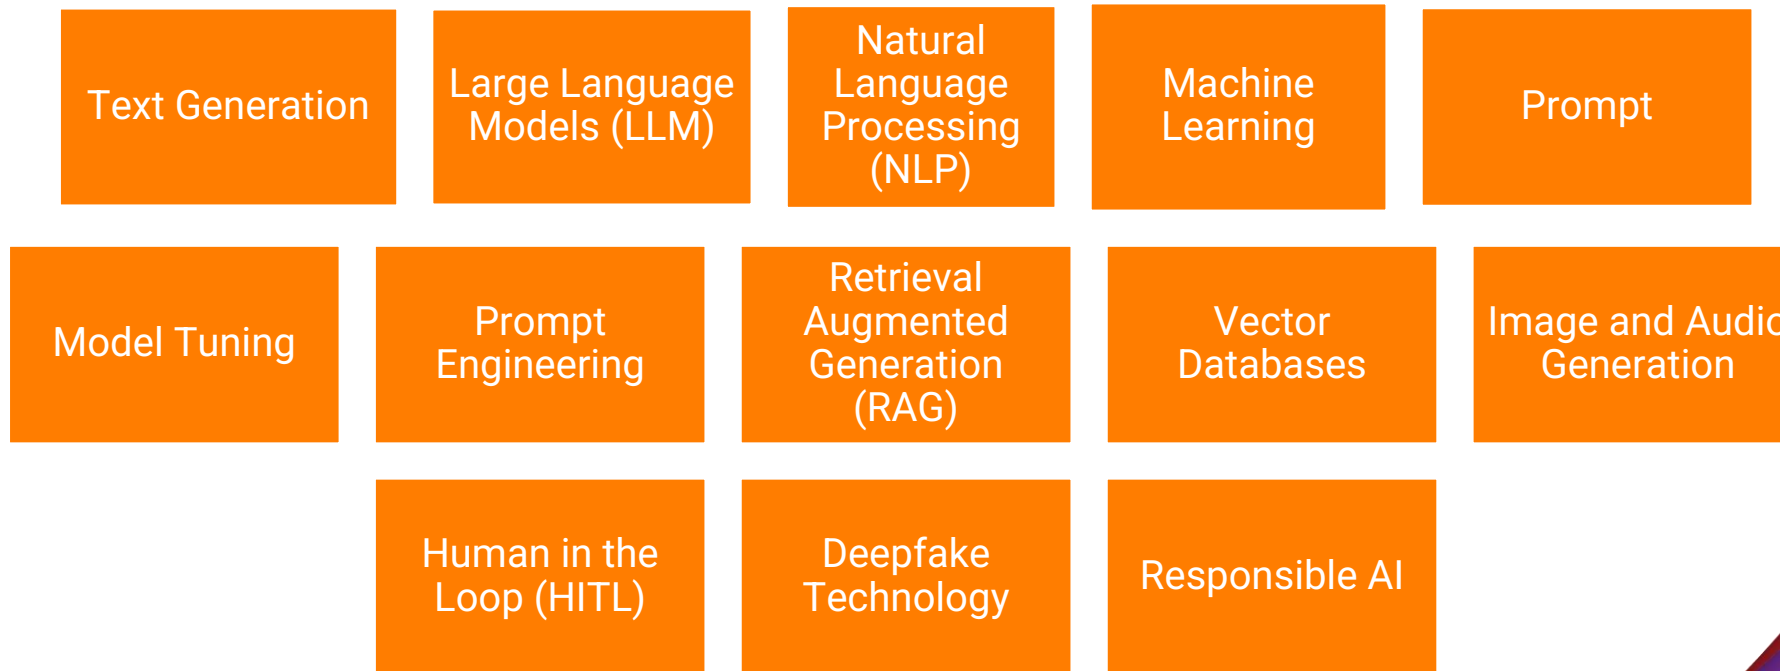 Text Generation
Large Language
Models (LLM)
Natural
Language
Processing
(NLP)
Machine
Learning
Prompt
Model Tuning
Prompt
Engineering
Retrieval
Augmented
Generation
(RAG)
Vector
Databases
Image and Audio
Generation
Human in the
Loop (HITL)
Deepfake
Technology
Responsible AI